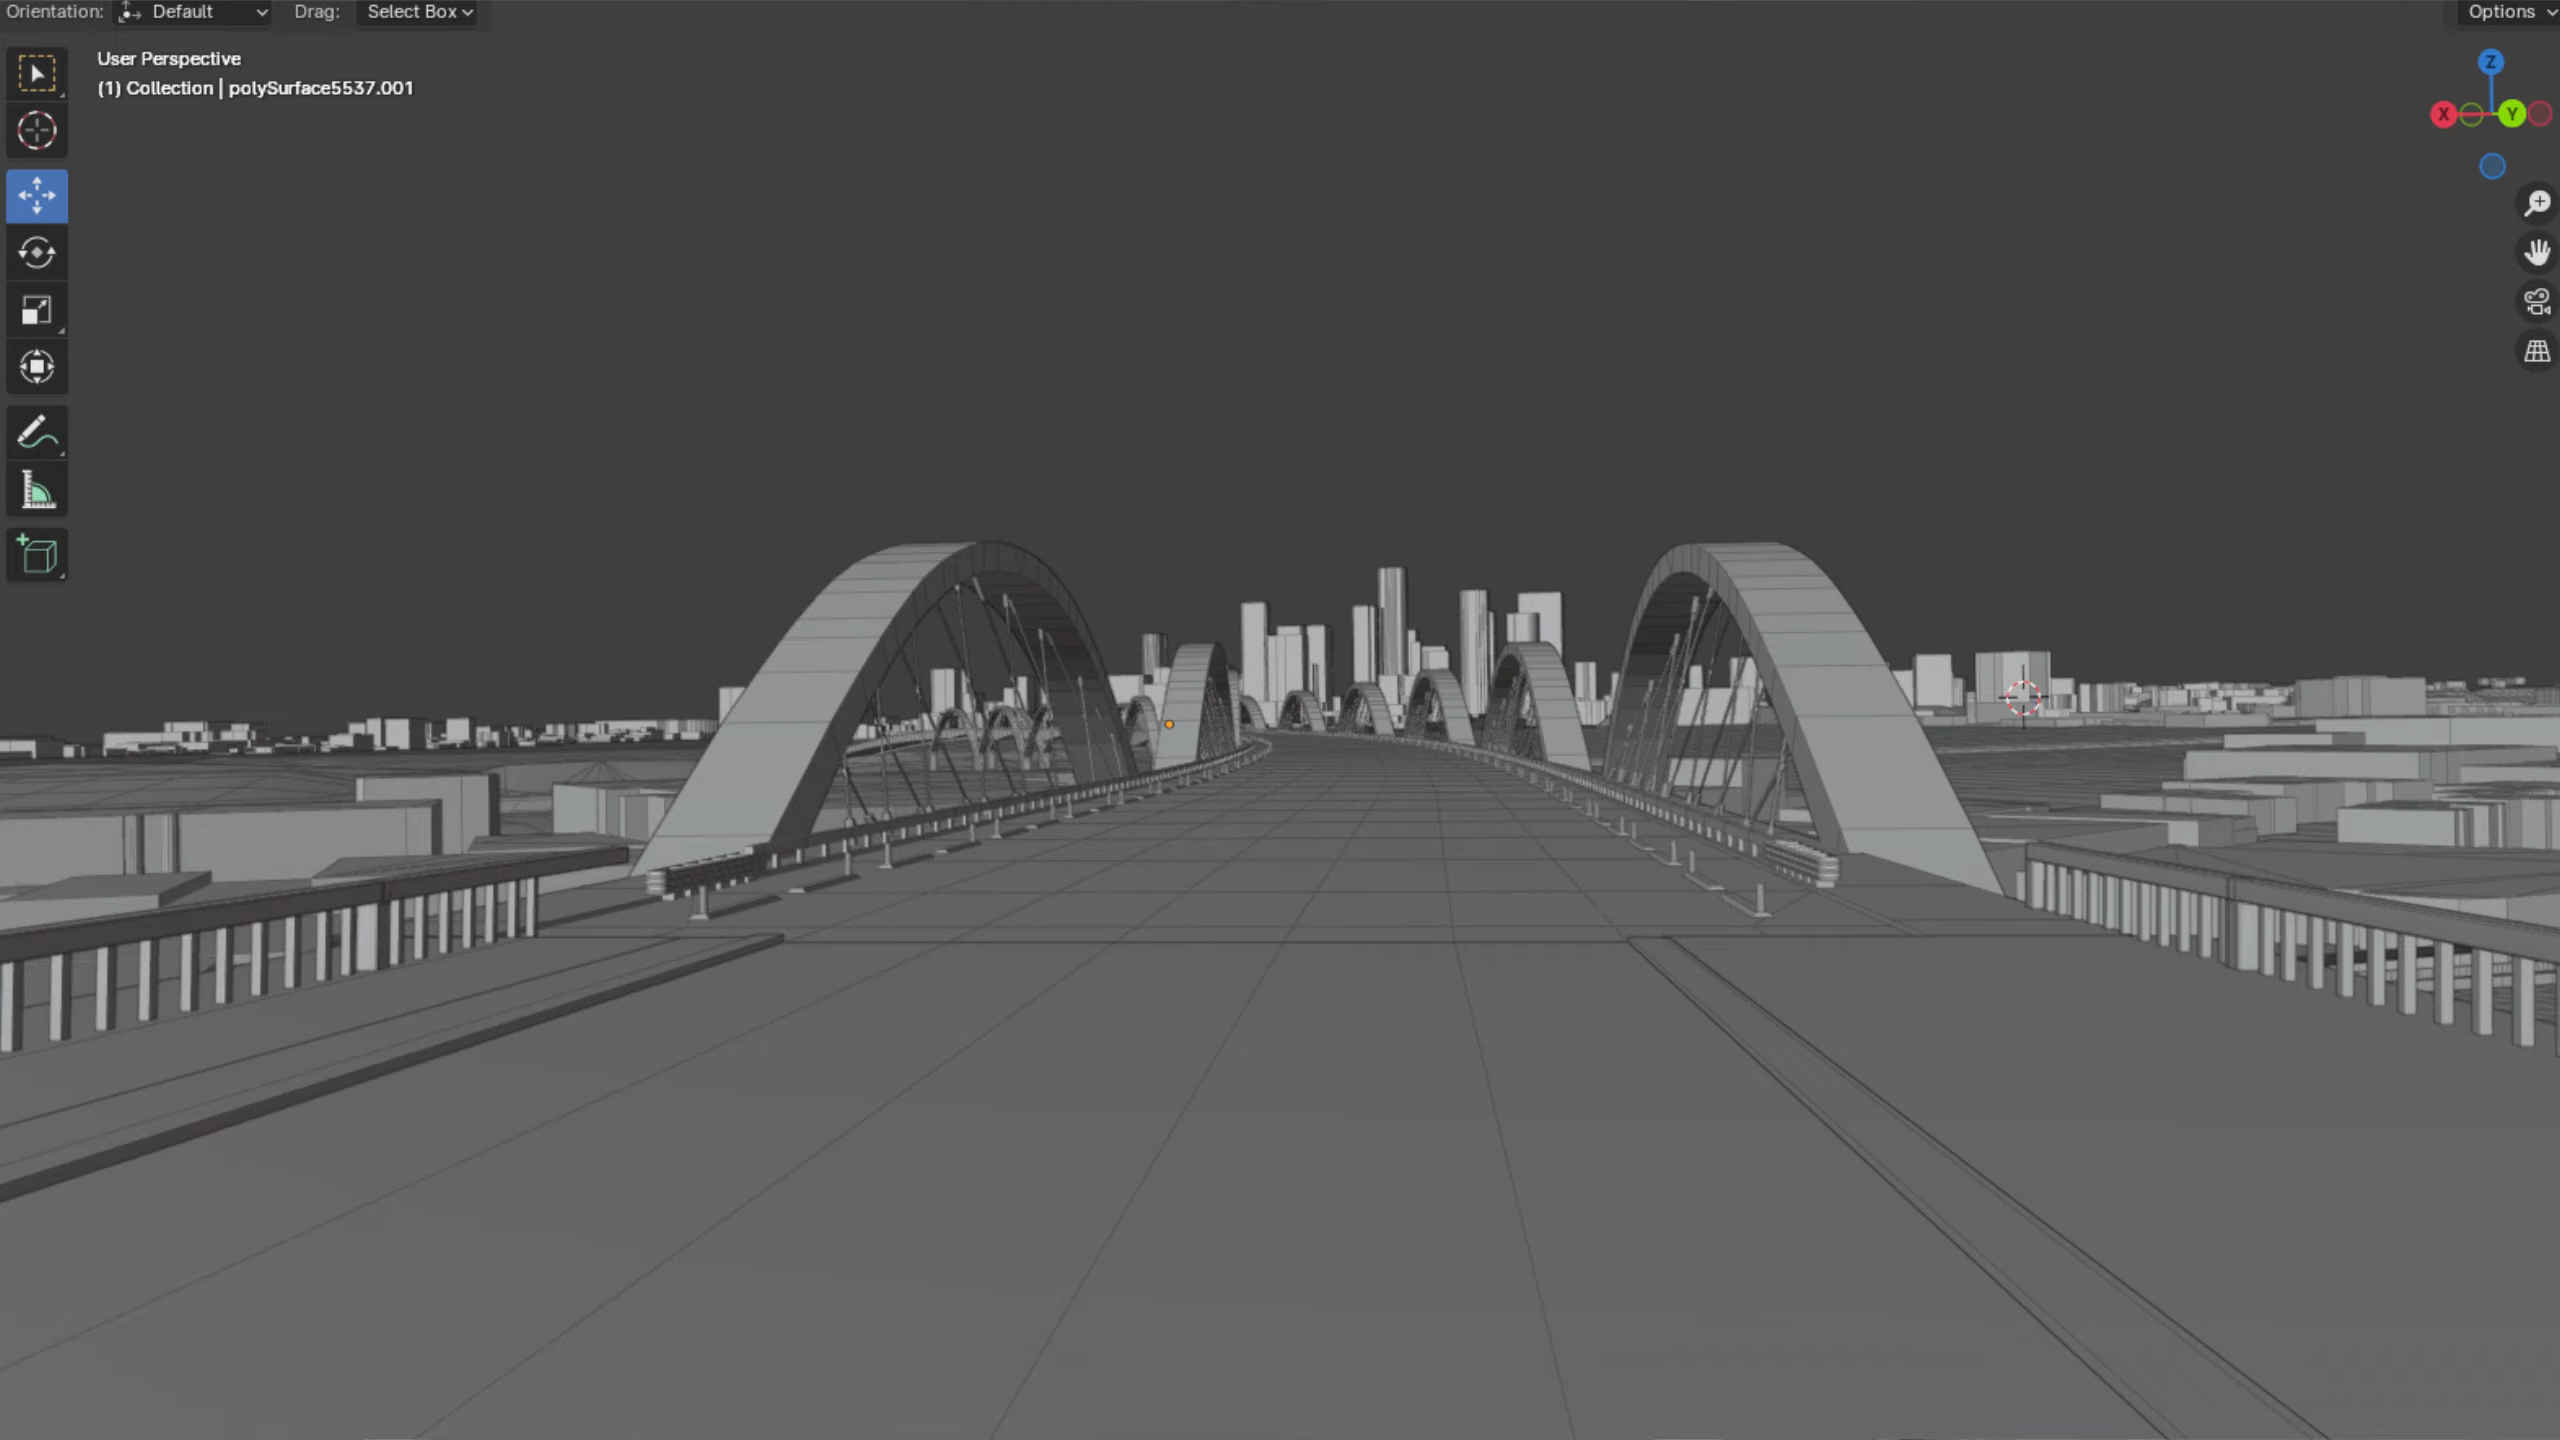 Orientation: Default Drag: Select Box Options
User Perspective
(1) Collection | polySurface5537.001
Z
X Y